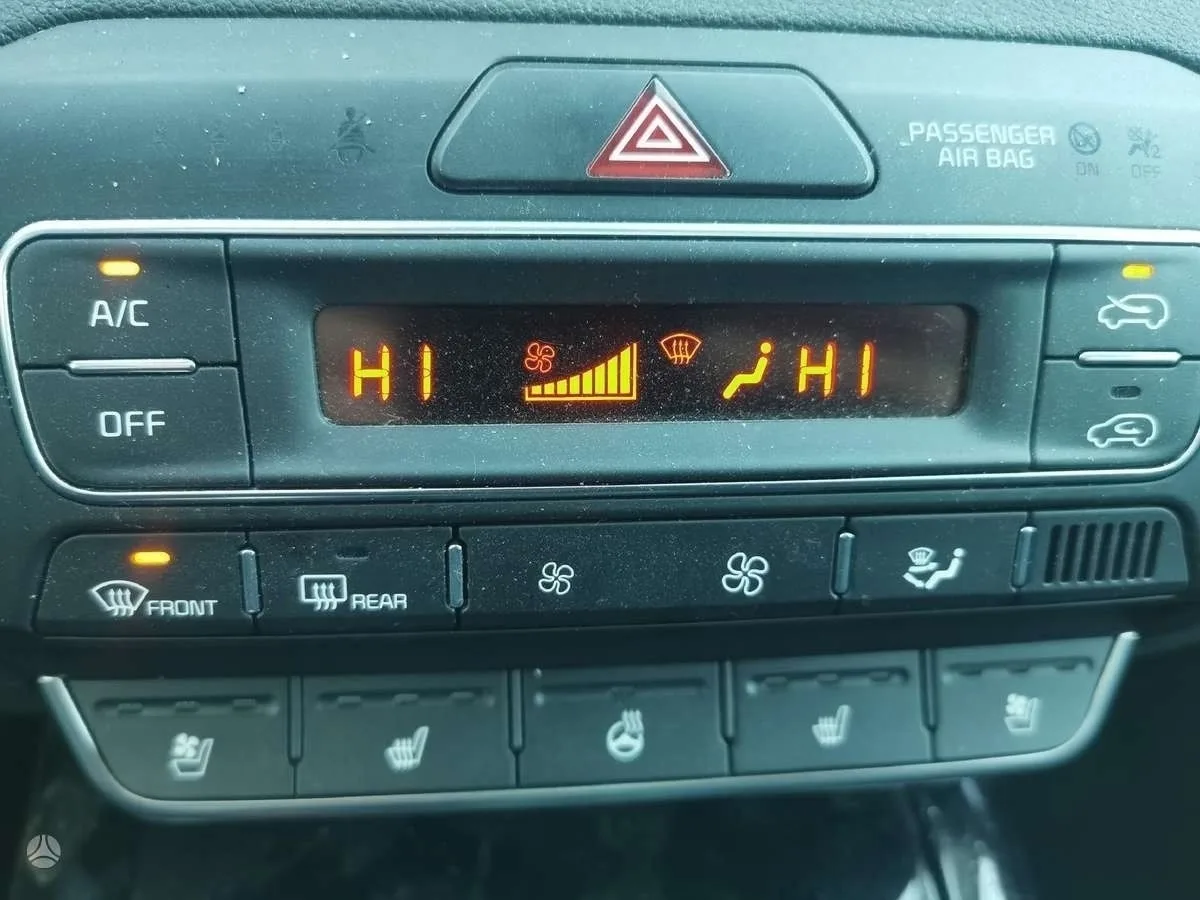 PASSENGER
AIR BAG
ON OFF
A/C
HI HI
OFF
FRONT REAR